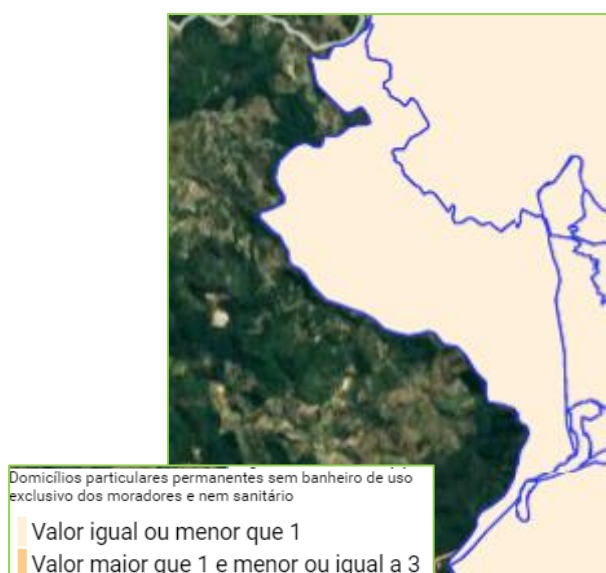 Domicílios particulares permanentes sem banheiro de uso
exclusivo dos moradores e nem sanitário
Valor igual ou menor que 1
Valor maior que 1 e menor ou igual a 3